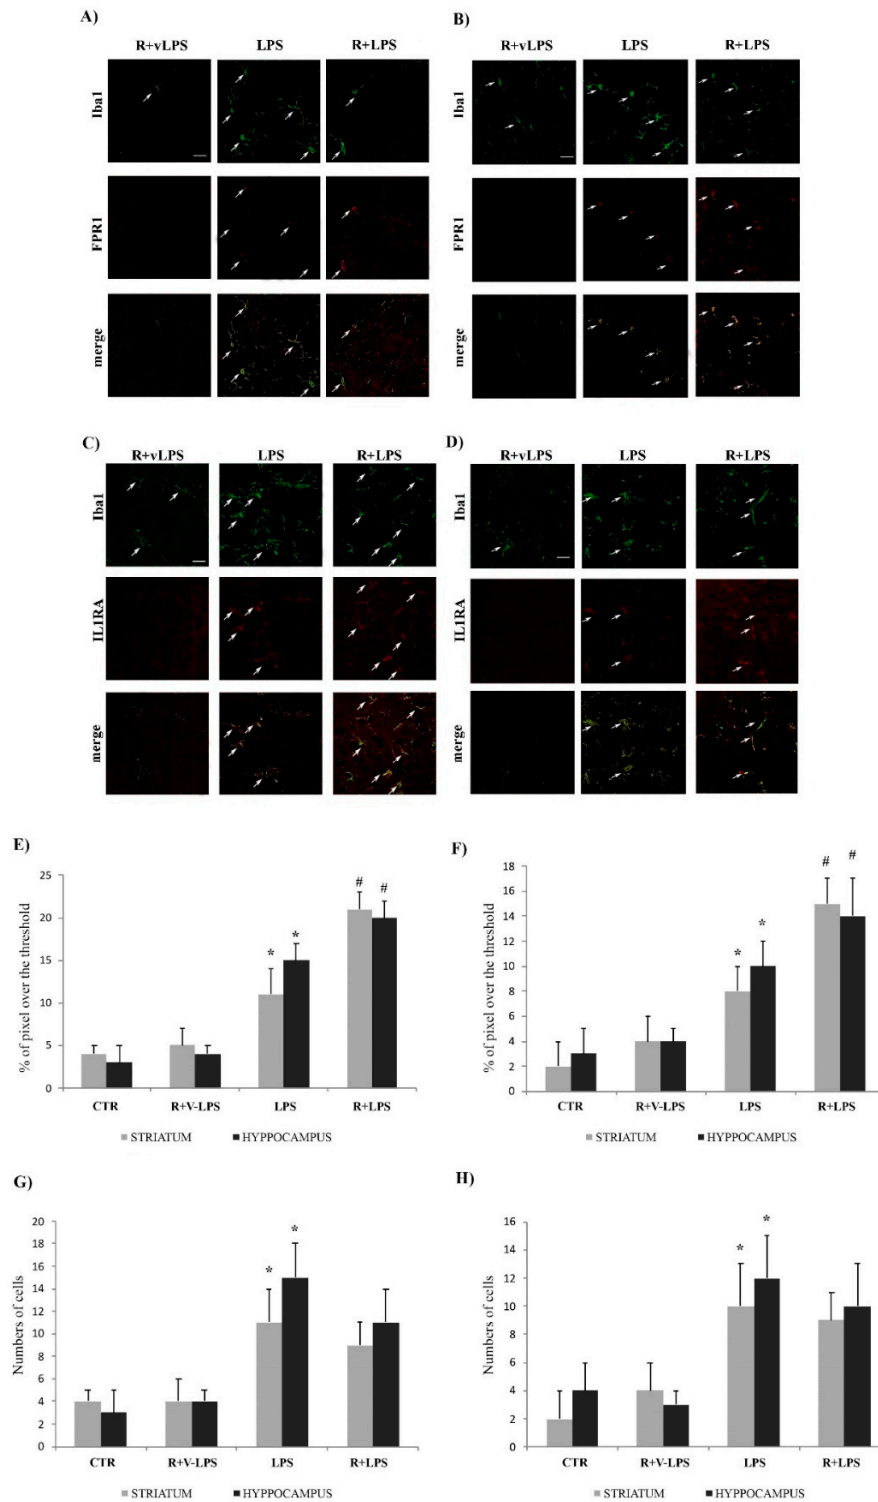 A)
B)
R+vLPS LPS R+LPS
R+vLPS LPS R+LPS
Iba1
Iba1
FPR1
FPR1
merge
merge
C)
D)
R+vLPS LPS R+LPS
R+vLPS LPS R+LPS
Iba1
Iba1
IL1RA
IL1RA
merge
merge
E)
% of pixel over the threshold
25
20
15
10
5
0
* * # #
CTR R+V-LPS LPS R+LPS
STRIATUM HYPPOCAMPUS
F)
% of pixel over the threshold
18
16
14
12
10
8
6
4
2
0
* * # #
CTR R+V-LPS LPS R+LPS
STRIATUM HYPPOCAMPUS
G)
Numbers of cells
20
18
16
14
12
10
8
6
4
2
0
* *
CTR R+V-LPS LPS R+LPS
STRIATUM HYPPOCAMPUS
H)
Numbers of cells
16
14
12
10
8
6
4
2
0
* *
CTR R+V-LPS LPS R+LPS
STRIATUM HYPPOCAMPUS